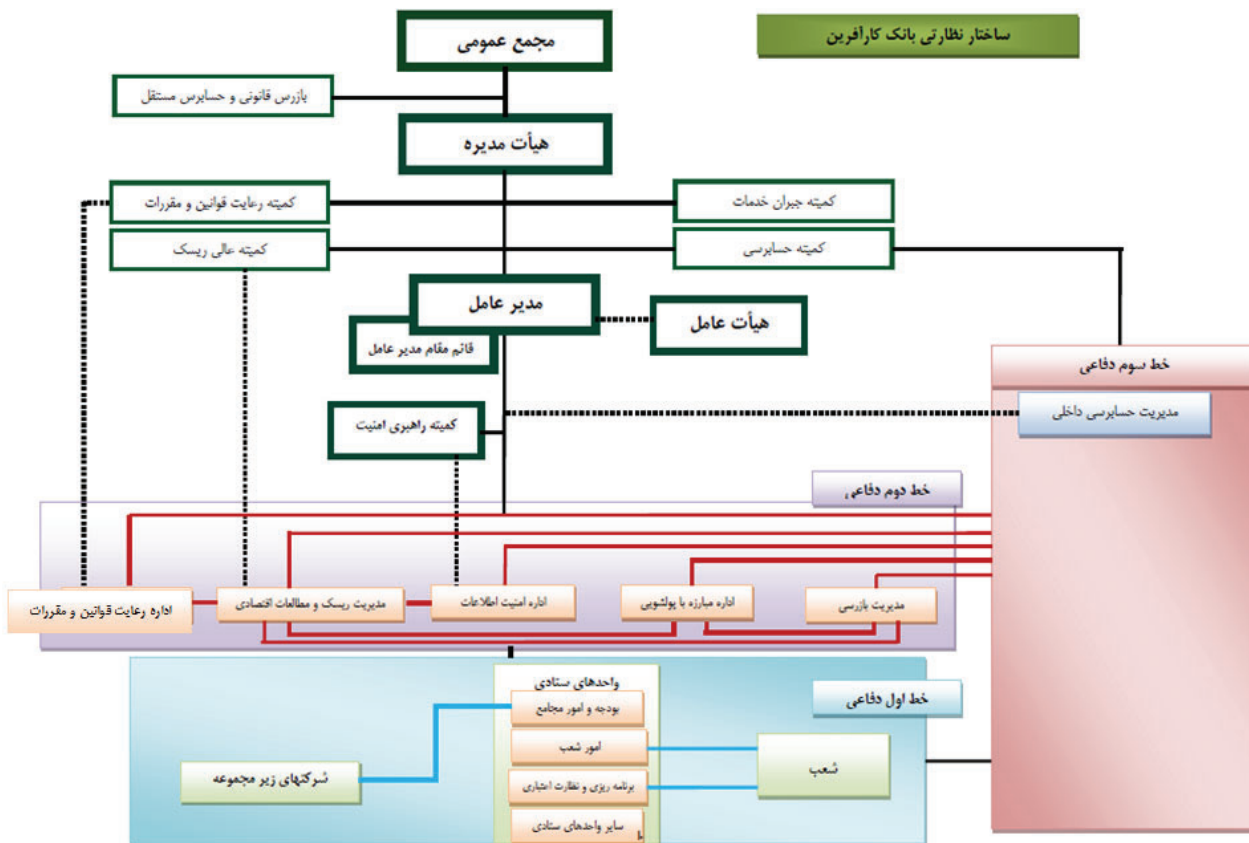 ساختار نظارتی بانک کارآفرین
مجمع عمومی
بازرس قانونی و حسابرس مستقل
هیأت مدیره
کمیته جبران خدمات
کمیته رعایت قوانین و مقررات
کمیته حسابرسی
کمیته عالی ریسک
مدیر عامل
هیأت عامل
قائم مقام مدیر عامل
خط سوم دفاعی
مدیریت حسابرسی داخلی
کمیته راهبری امنیت
خط دوم دفاعی
مدیریت بازرسی
اداره مبارزه با پولشویی
اداره امنیت اطلاعات
مدیریت ریسک و مطالعات اقتصادی
اداره رعایت قوانین و مقررات
خط اول دفاعی
واحدهای ستادی
بودجه و امور مجامع
امور شعب
برنامه ریزی و نظارت اعتباری
سایر واحدهای ستادی
شعب
شرکتهای زیر مجموعه